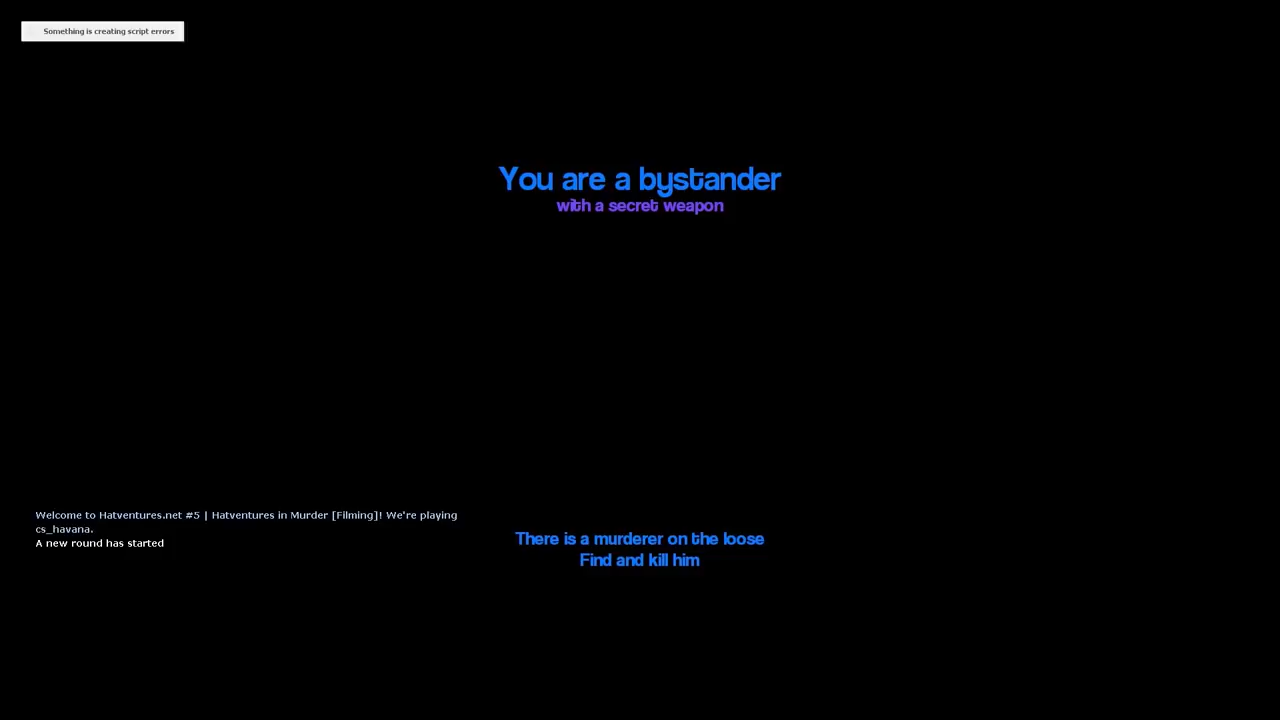 Something is creating script errors
You are a bystander
with a secret weapon
Welcome to Hatventures.net #5 | Hatventures in Murder [Filming]! We're playing
cs_havana.
A new round has started
There is a murderer on the loose
Find and kill him